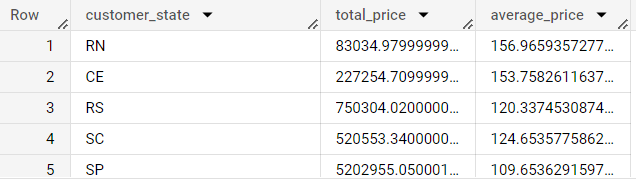 Row customer_state total_price average_price
1 RN 83034.97999999... 156.9659357277...
2 CE 227254.7099999... 153.7582611637...
3 RS 750304.0200000... 120.3374530874...
4 SC 520553.3400000... 124.6535775862...
5 SP 5202955.050001... 109.6536291597...